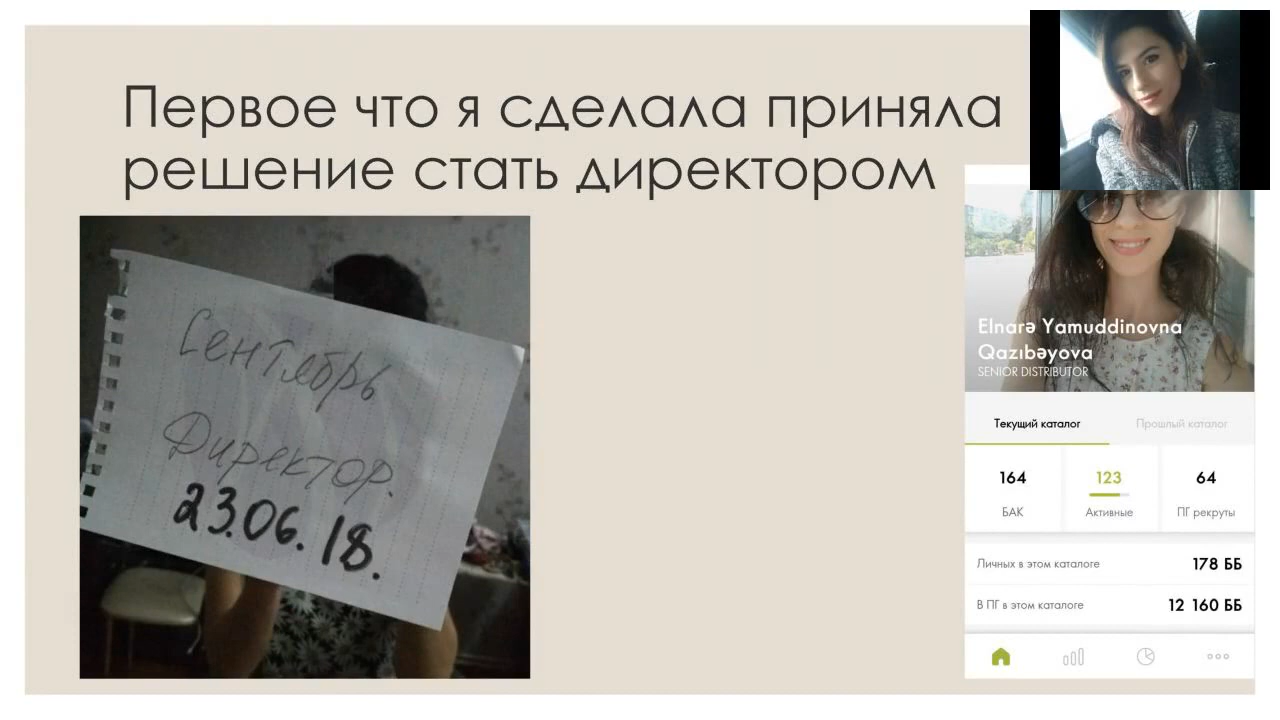 Первое что я сделала приняла
решение стать директором
Сентябрь
Директор.
23.06.18.
Elnarə Yamuddinovna
Qazıbəyova
SENIOR DISTRIBUTOR
Текущий каталог
Прошлый каталог
164
123
64
БАК
Активные
ПГ рекруты
Личных в этом каталоге
178 ББ
В ПГ в этом каталоге
12 160 ББ